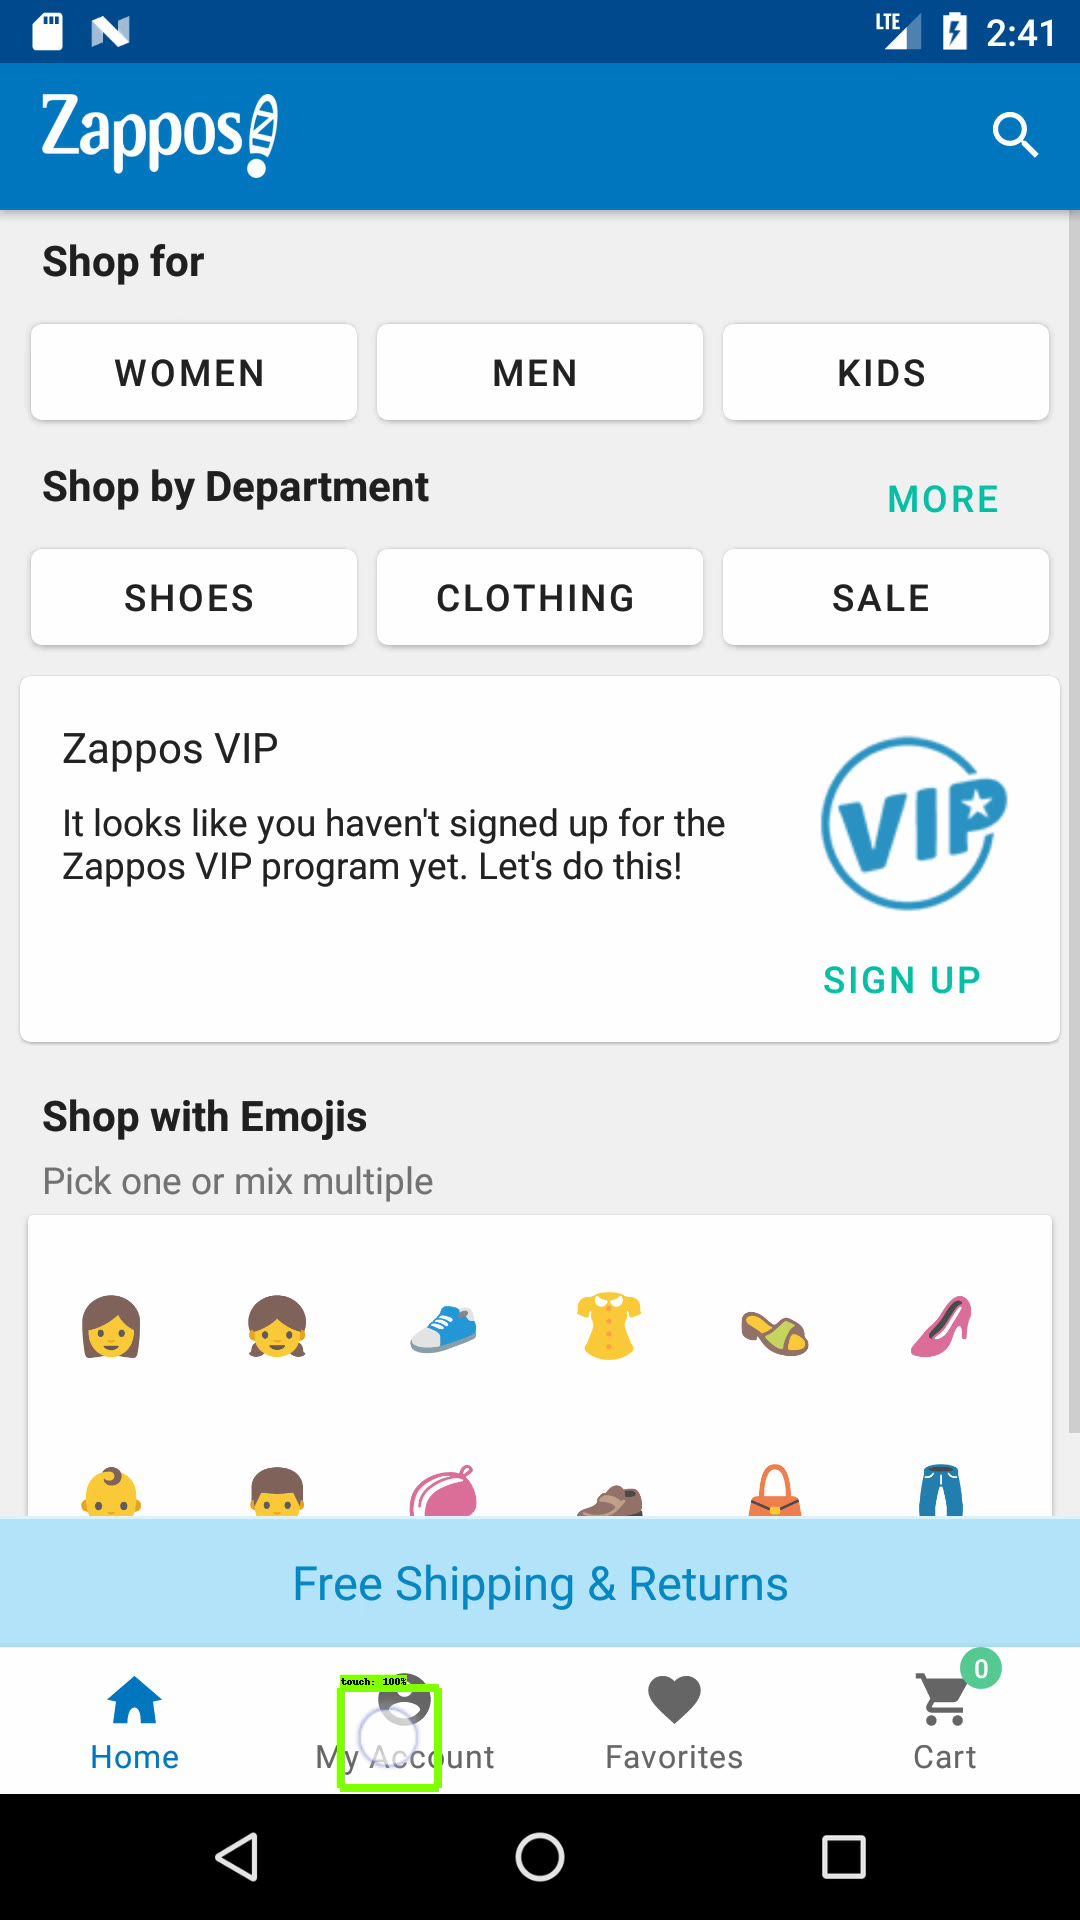 LTE 2:41
Zappos
Shop for
WOMEN MEN KIDS
Shop by Department MORE
SHOES CLOTHING SALE
Zappos VIP
It looks like you haven't signed up for the
Zappos VIP program yet. Let's do this!
VIP
SIGN UP
Shop with Emojis
Pick one or mix multiple
Free Shipping & Returns
0
touch: 100%
Home My Account Favorites Cart